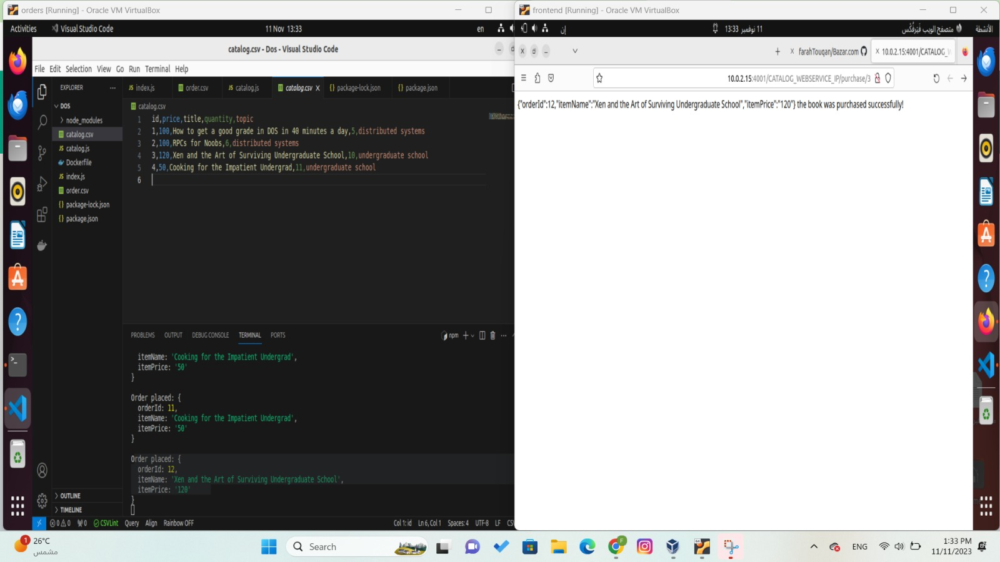 orders [Running] - Oracle VM VirtualBox
Activities
Visual Studio Code
11 Nov 13:33
en
catalog.csv - Dos - Visual Studio Code
File Edit Selection View Go Run Terminal Help
EXPLORER
JS index.js
order.csv
JS catalog.js
catalog.csv X
{} package-lock.json
{} package.json
DOS
node_modules
catalog.csv
JS catalog.js
Dockerfile
JS index.js
order.csv
{} package-lock.json
{} package.json
OUTLINE
TIMELINE
catalog.csv
1 id,price,title,quantity,topic
2 1,100,How to get a good grade in DOS in 40 minutes a day,5,distributed systems
3 2,100,RPCs for Noobs,6,distributed systems
4 3,120,Xen and the Art of Surviving Undergraduate School,10,undergraduate school
5 4,50,Cooking for the Impatient Undergrad,11,undergraduate school
6
PROBLEMS OUTPUT DEBUG CONSOLE TERMINAL PORTS
npm
itemName: 'Cooking for the Impatient Undergrad',
itemPrice: '50'
}
Order placed: {
orderId: 11,
itemName: 'Cooking for the Impatient Undergrad',
itemPrice: '50'
}
Order placed: {
orderId: 12,
itemName: 'Xen and the Art of Surviving Undergraduate School',
itemPrice: '120'
}
0 0 0 CSVLint Query Align Rainbow OFF
Col 1: id Ln 6, Col 1 Spaces: 4 UTF-8 LF CS
frontend [Running] - Oracle VM VirtualBox
الأنشطة
متصفح الويب فَيَرفُكْس
11 نوفمبر 13:33
إن
farahTouqan/Bazar.com
10.0.2.15:4001/CATALOG_
10.0.2.15:4001/CATALOG_WEBSERVICE_IP/purchase/3
{"orderId":12,"itemName":"Xen and the Art of Surviving Undergraduate School","itemPrice":"120"} the book was purchased successfully!
1
26°C
مشمس
Search
F
64
ENG
1:33 PM
11/11/2023